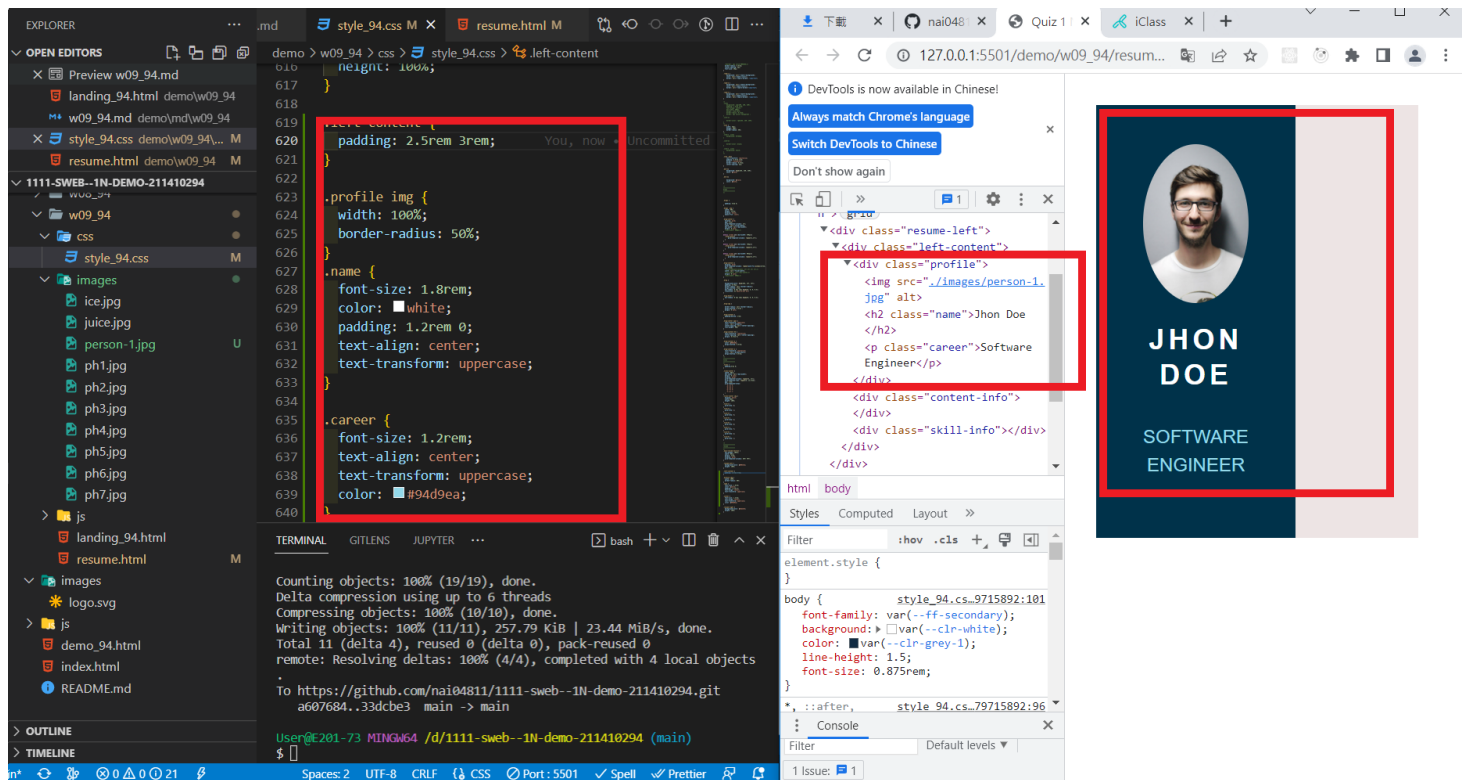 EXPLORER ...
OPEN EDITORS
Preview w09_94.md
landing_94.html demo\w09_94
w09_94.md demo\md\w09_94
style_94.css demo\w09_94\... M
resume.html demo\w09_94 M
1111-SWEB--1N-DEMO-211410294
w08_94
w09_94
css
style_94.css M
images
ice.jpg
juice.jpg
person-1.jpg U
ph1.jpg
ph2.jpg
ph3.jpg
ph4.jpg
ph5.jpg
ph6.jpg
ph7.jpg
js
landing_94.html
resume.html M
images
logo.svg
js
demo_94.html
index.html
README.md
OUTLINE
TIMELINE
.md style_94.css M resume.html M
demo > w09_94 > css > style_94.css > .left-content
616 height: 100%;
617 }
618
619 .left-content {
620 padding: 2.5rem 3rem; You, now • Uncommitted
621 }
622
623 .profile img {
624 width: 100%;
625 border-radius: 50%;
626 }
627 .name {
628 font-size: 1.8rem;
629 color: white;
630 padding: 1.2rem 0;
631 text-align: center;
632 text-transform: uppercase;
633 }
634
635 .career {
636 font-size: 1.2rem;
637 text-align: center;
638 text-transform: uppercase;
639 color: #94d9ea;
640 }
TERMINAL GITLENS JUPYTER ... bash
Counting objects: 100% (19/19), done.
Delta compression using up to 6 threads
Compressing objects: 100% (10/10), done.
Writing objects: 100% (11/11), 257.79 KiB | 23.44 MiB/s, done.
Total 11 (delta 4), reused 0 (delta 0), pack-reused 0
remote: Resolving deltas: 100% (4/4), completed with 4 local objects
.
To https://github.com/nai04811/1111-sweb--1N-demo-211410294.git
a607684..33dcbe3 main -> main
User@E201-73 MINGW64 /d/1111-sweb--1N-demo-211410294 (main)
$
in* 0 0 21 Spaces: 2 UTF-8 CRLF CSS Port : 5501 Spell Prettier
下載 nai0481 Quiz 1 iClass
127.0.0.1:5501/demo/w09_94/resum...
DevTools is now available in Chinese!
Always match Chrome's language
Switch DevTools to Chinese
Don't show again
1
grid
<div class="resume-left">
<div class="left-content">
<div class="profile">
<img src="./images/person-1.
jpg" alt>
<h2 class="name">Jhon Doe
</h2>
<p class="career">Software
Engineer</p>
</div>
<div class="content-info">
</div>
<div class="skill-info"></div>
</div>
</div>
html body
Styles Computed Layout
Filter :hov .cls
element.style {
}
body { style_94.cs…9715892:101
font-family: var(--ff-secondary);
background: var(--clr-white);
color: var(--clr-grey-1);
line-height: 1.5;
font-size: 0.875rem;
}
*, ::after, style_94.cs…79715892:96
Console
Filter Default levels
1 Issue: 1
JHON
DOE
SOFTWARE
ENGINEER